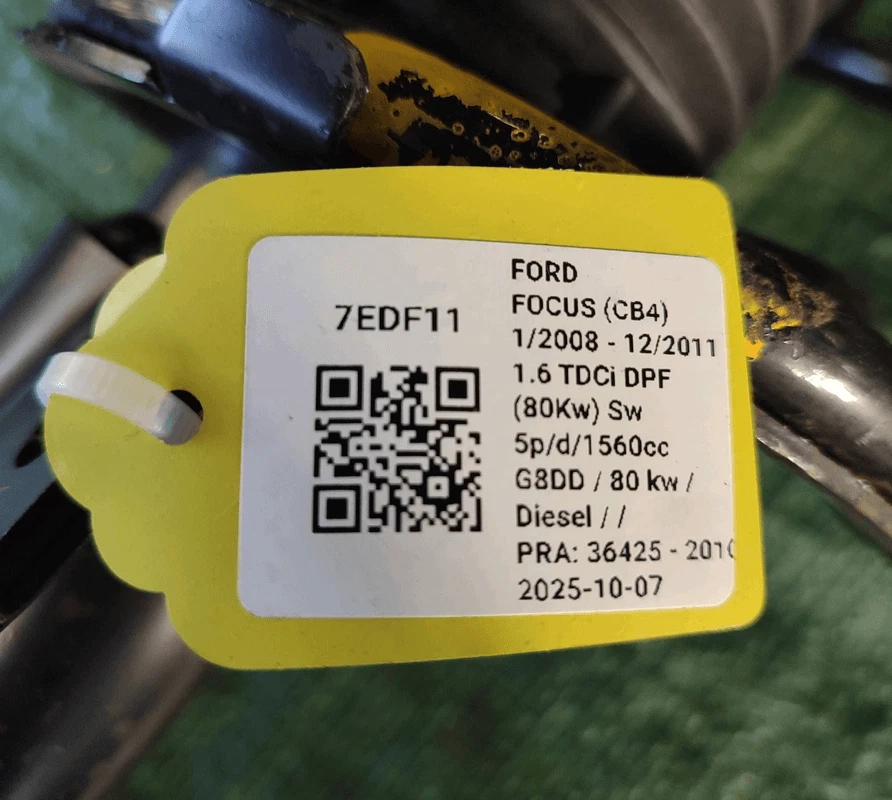 7EDF11
FORD
FOCUS (CB4)
1/2008 - 12/2011
1.6 TDCi DPF
(80Kw) Sw
5p/d/1560cc
G8DD / 80 kw /
Diesel / /
PRA: 36425 - 201
2025-10-07